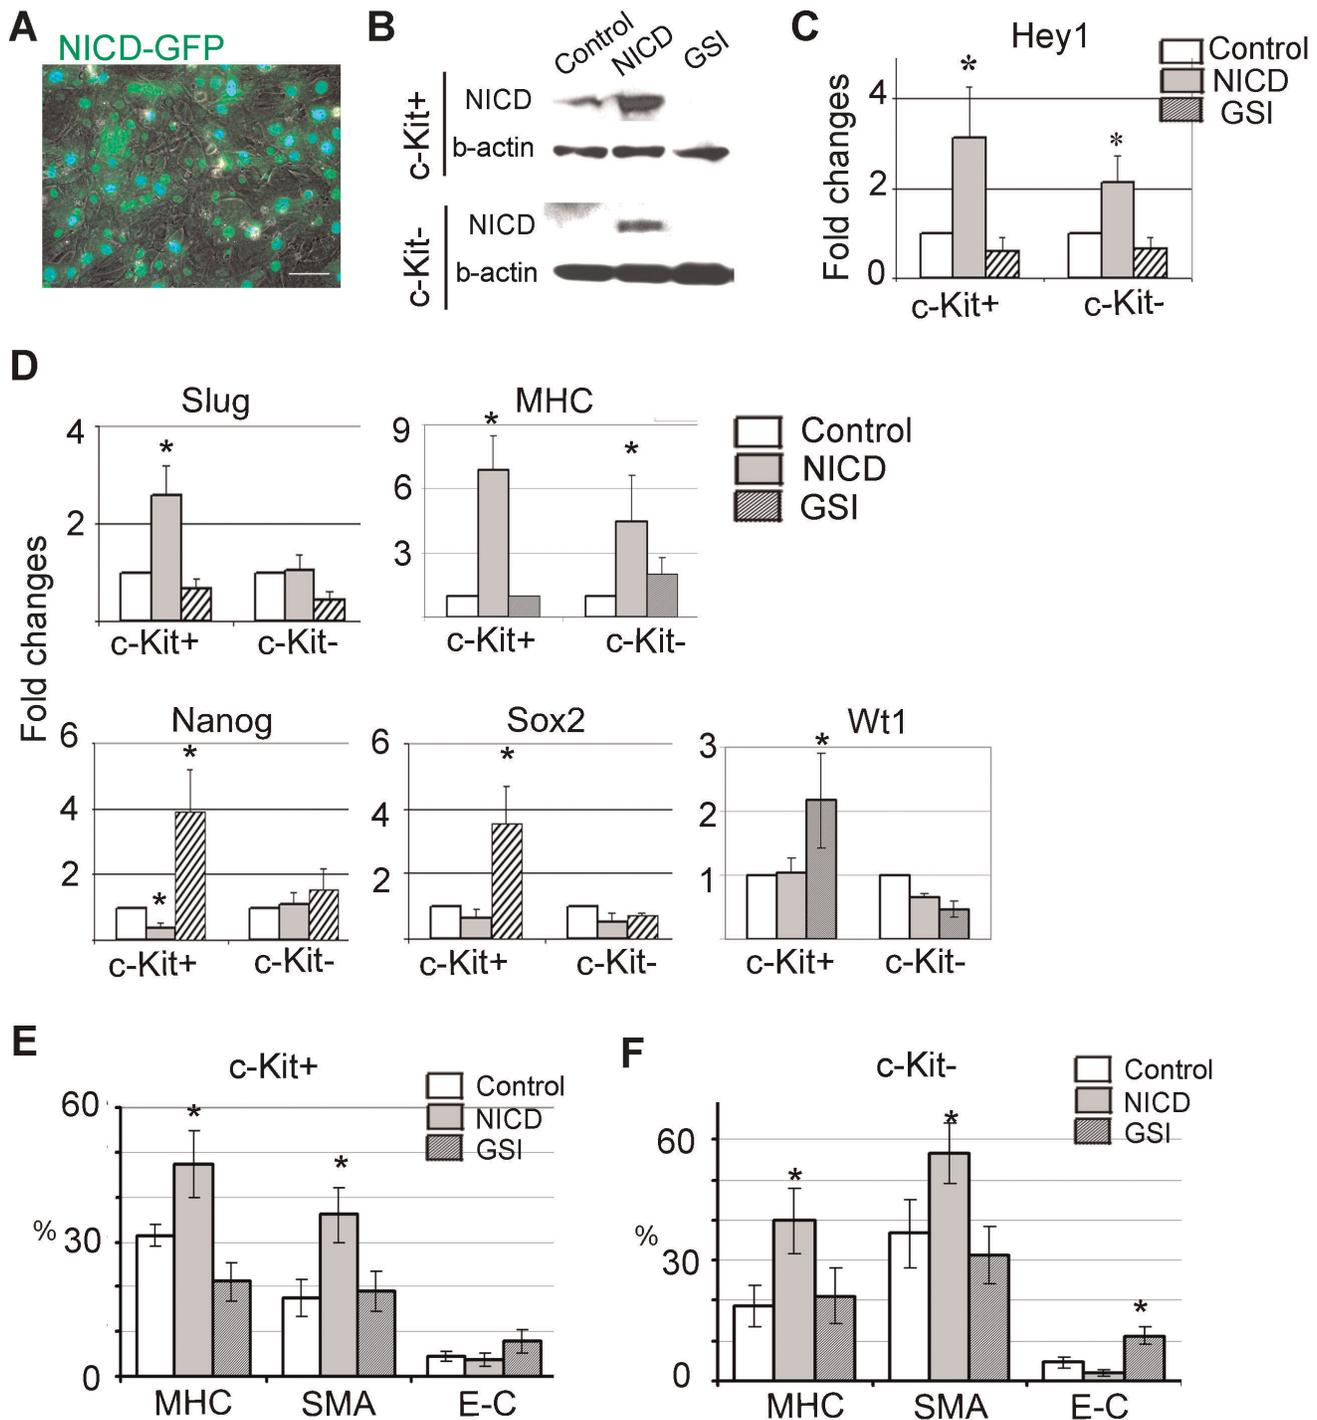 A
NICD-GFP
B
Control NICD GSI
c-Kit+
NICD
b-actin
c-Kit-
NICD
b-actin
C
Hey1
Control
NICD
GSI
Fold changes
4
2
0
c-Kit+ c-Kit-
*
*
D
Fold changes
Slug
4
2
*
c-Kit+ c-Kit-
MHC
9
6
3
*
*
c-Kit+ c-Kit-
Control
NICD
GSI
Nanog
6
4
2
*
*
c-Kit+ c-Kit-
Sox2
6
4
2
*
c-Kit+ c-Kit-
Wt1
3
2
1
*
c-Kit+ c-Kit-
E
c-Kit+
Control
NICD
GSI
60
% 30
0
*
*
MHC SMA E-C
F
c-Kit-
Control
NICD
GSI
60
% 30
0
*
*
*
MHC SMA E-C